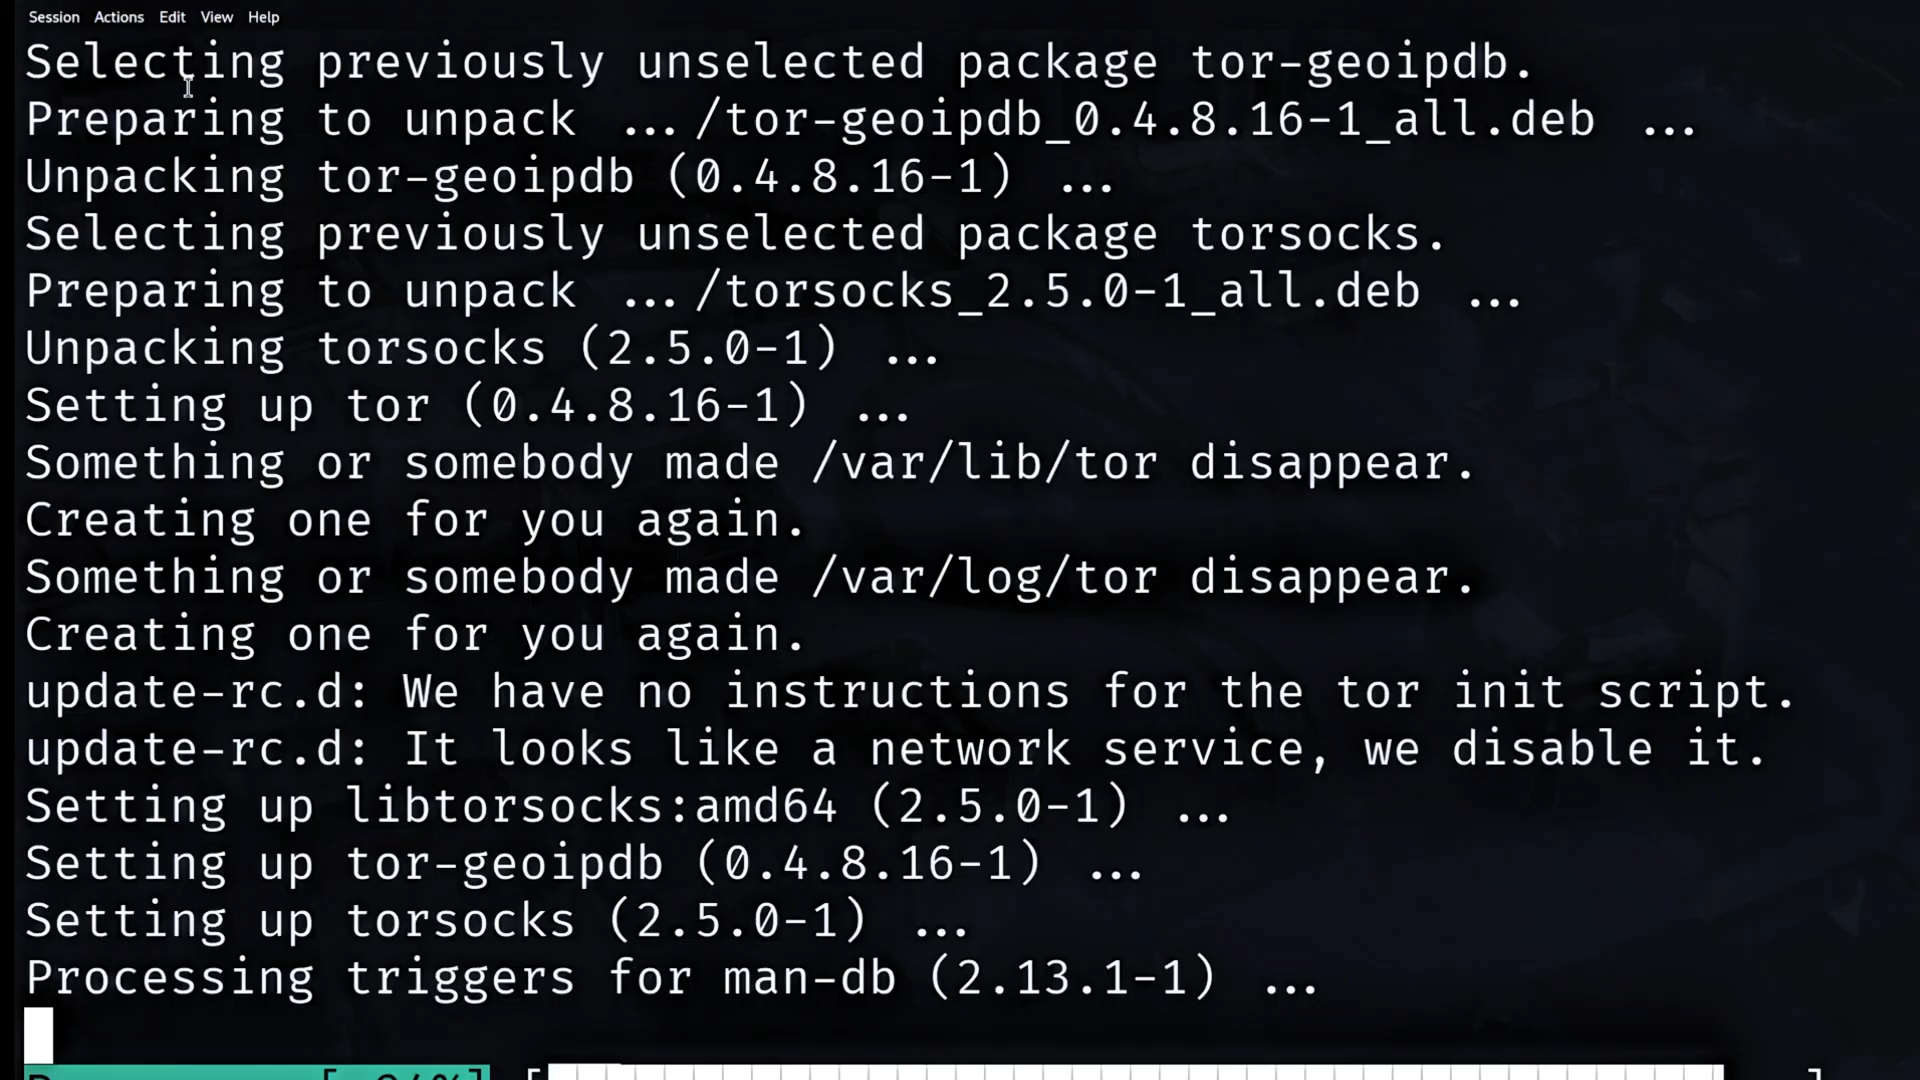 Session Actions Edit View Help
Selecting previously unselected package tor-geoipdb.
Preparing to unpack .../tor-geoipdb_0.4.8.16-1_all.deb ...
Unpacking tor-geoipdb (0.4.8.16-1) ...
Selecting previously unselected package torsocks.
Preparing to unpack .../torsocks_2.5.0-1_all.deb ...
Unpacking torsocks (2.5.0-1) ...
Setting up tor (0.4.8.16-1) ...
Something or somebody made /var/lib/tor disappear.
Creating one for you again.
Something or somebody made /var/log/tor disappear.
Creating one for you again.
update-rc.d: We have no instructions for the tor init script.
update-rc.d: It looks like a network service, we disable it.
Setting up libtorsocks:amd64 (2.5.0-1) ...
Setting up tor-geoipdb (0.4.8.16-1) ...
Setting up torsocks (2.5.0-1) ...
Processing triggers for man-db (2.13.1-1) ...